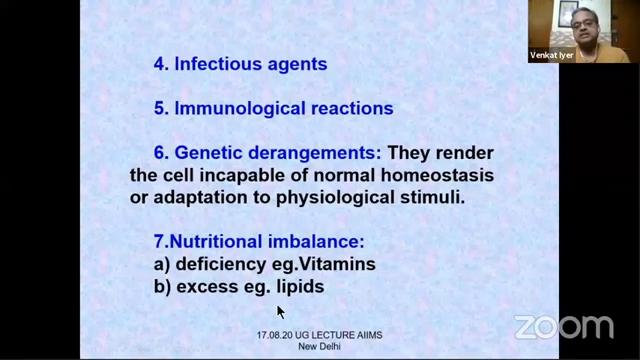 4. Infectious agents
5. Immunological reactions
6. Genetic derangements: They render
the cell incapable of normal homeostasis
or adaptation to physiological stimuli.
7.Nutritional imbalance:
a) deficiency eg.Vitamins
b) excess eg. lipids
17.08.20 UG LECTURE AIIMS
New Delhi
Venkat Iyer
zoom